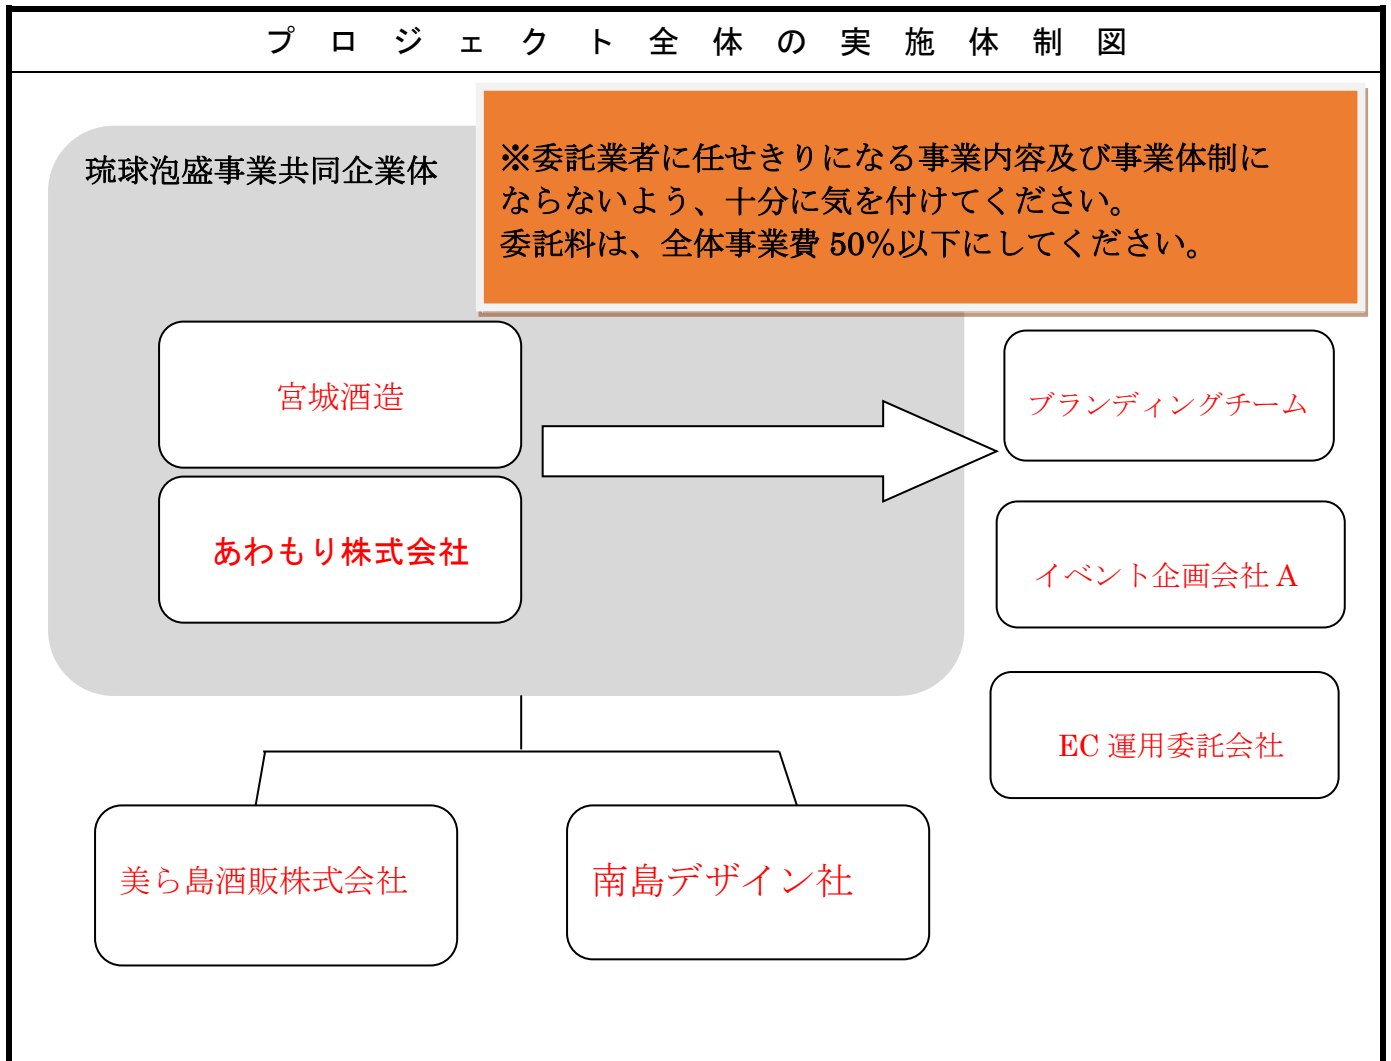 プロジェクト全体の実施体制図
琉球泡盛事業共同企業体
※委託業者に任せきりになる事業内容及び事業体制に
ならないよう、十分に気を付けてください。
委託料は、全体事業費 50%以下にしてください。
宮城酒造
あわもり株式会社
ブランディングチーム
イベント企画会社 A
EC 運用委託会社
美ら島酒販株式会社
南島デザイン社